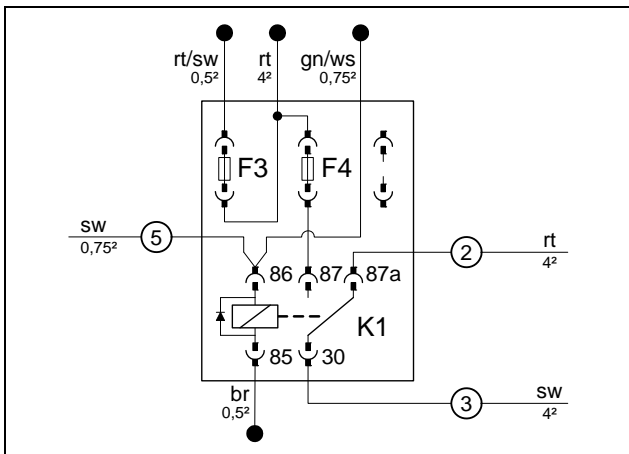 rt/sw rt gn/ws
0,5² 4² 0,75²
F3 F4
sw 5
0,75²
86 87 87a 2 rt
4²
K1
85 30
br
0,5²
3 sw
4²